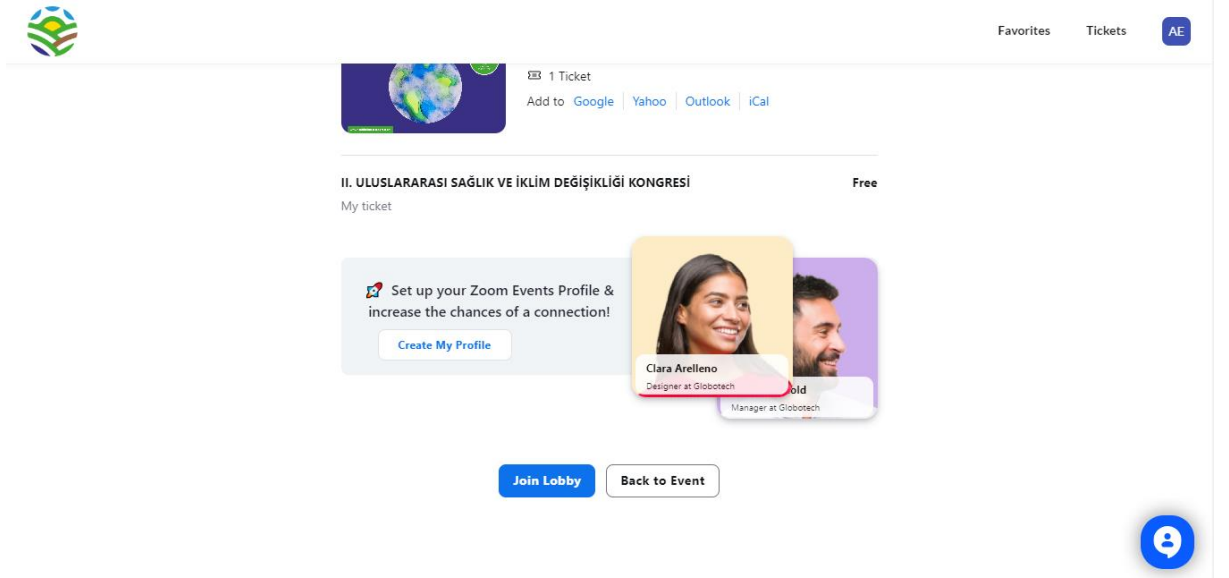 Favorites
Tickets
AE
1 Ticket
Add to Google Yahoo Outlook iCal
II. ULUSLARARASI SAĞLIK VE İKLİM DEĞİŞİKLİĞİ KONGRESİ
Free
My ticket
Set up your Zoom Events Profile &
increase the chances of a connection!
Create My Profile
Clara Arelleno
Designer at Globotech
old
Manager at Globotech
Join Lobby
Back to Event